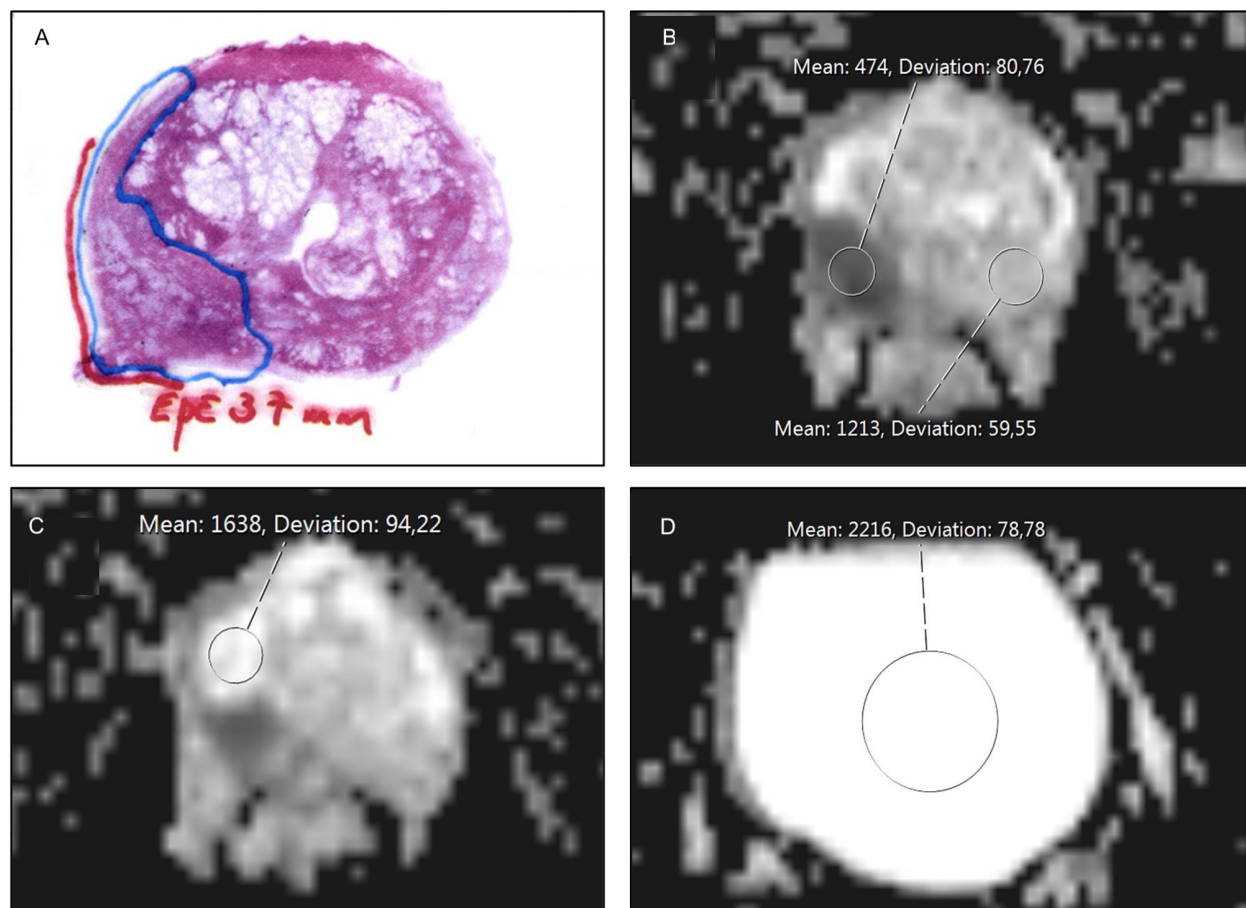 A
EpE 37 mm
B
Mean: 474, Deviation: 80,76
Mean: 1213, Deviation: 59,55
C
Mean: 1638, Deviation: 94,22
D
Mean: 2216, Deviation: 78,78